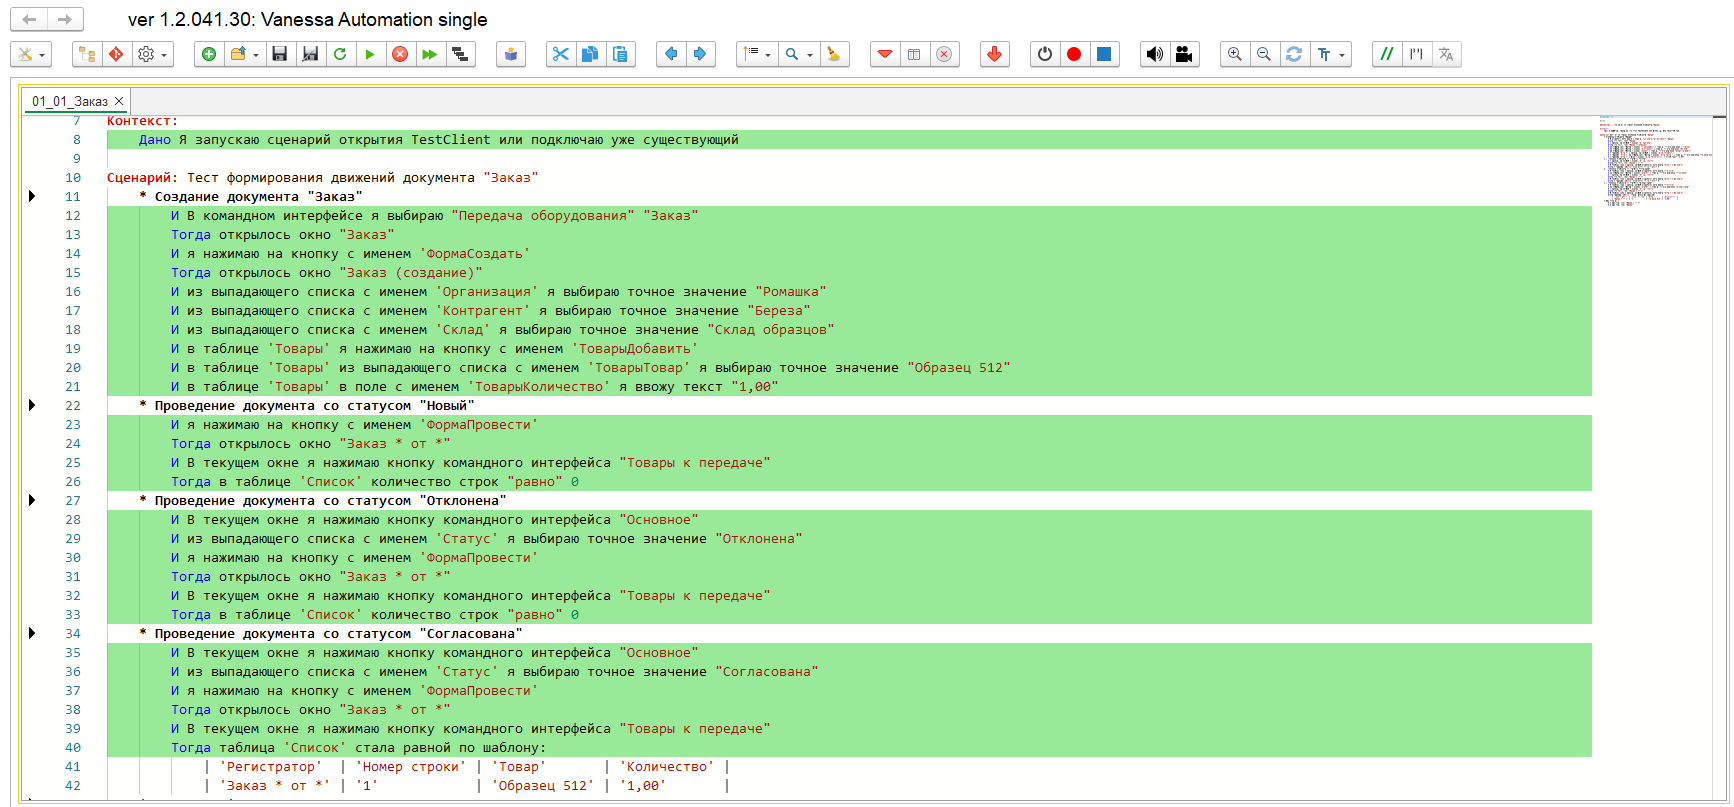 ver 1.2.041.30: Vanessa Automation single
01_01_Заказ
7 Контекст:
8 Дано Я запускаю сценарий открытия TestClient или подключаю уже существующий
9
10 Сценарий: Тест формирования движений документа "Заказ"
11 * Создание документа "Заказ"
12 И В командном интерфейсе я выбираю "Передача оборудования" "Заказ"
13 Тогда открылось окно "Заказ"
14 И я нажимаю на кнопку с именем 'ФормаСоздать'
15 Тогда открылось окно "Заказ (создание)"
16 И из выпадающего списка с именем 'Организация' я выбираю точное значение "Ромашка"
17 И из выпадающего списка с именем 'Контрагент' я выбираю точное значение "Береза"
18 И из выпадающего списка с именем 'Склад' я выбираю точное значение "Склад образцов"
19 И в таблице 'Товары' я нажимаю на кнопку с именем 'ТоварыДобавить'
20 И в таблице 'Товары' из выпадающего списка с именем 'ТоварыТовар' я выбираю точное значение "Образец 512"
21 И в таблице 'Товары' в поле с именем 'ТоварыКоличество' я ввожу текст "1,00"
22 * Проведение документа со статусом "Новый"
23 И я нажимаю на кнопку с именем 'ФормаПровести'
24 Тогда открылось окно "Заказ * от *"
25 И В текущем окне я нажимаю кнопку командного интерфейса "Товары к передаче"
26 Тогда в таблице 'Список' количество строк "равно" 0
27 * Проведение документа со статусом "Отклонена"
28 И В текущем окне я нажимаю кнопку командного интерфейса "Основное"
29 И из выпадающего списка с именем 'Статус' я выбираю точное значение "Отклонена"
30 И я нажимаю на кнопку с именем 'ФормаПровести'
31 Тогда открылось окно "Заказ * от *"
32 И В текущем окне я нажимаю кнопку командного интерфейса "Товары к передаче"
33 Тогда в таблице 'Список' количество строк "равно" 0
34 * Проведение документа со статусом "Согласована"
35 И В текущем окне я нажимаю кнопку командного интерфейса "Основное"
36 И из выпадающего списка с именем 'Статус' я выбираю точное значение "Согласована"
37 И я нажимаю на кнопку с именем 'ФормаПровести'
38 Тогда открылось окно "Заказ * от *"
39 И В текущем окне я нажимаю кнопку командного интерфейса "Товары к передаче"
40 Тогда таблица 'Список' стала равной по шаблону:
41 | 'Регистратор' | 'Номер строки' | 'Товар' | 'Количество' |
42 | 'Заказ * от *' | '1' | 'Образец 512' | '1,00' |